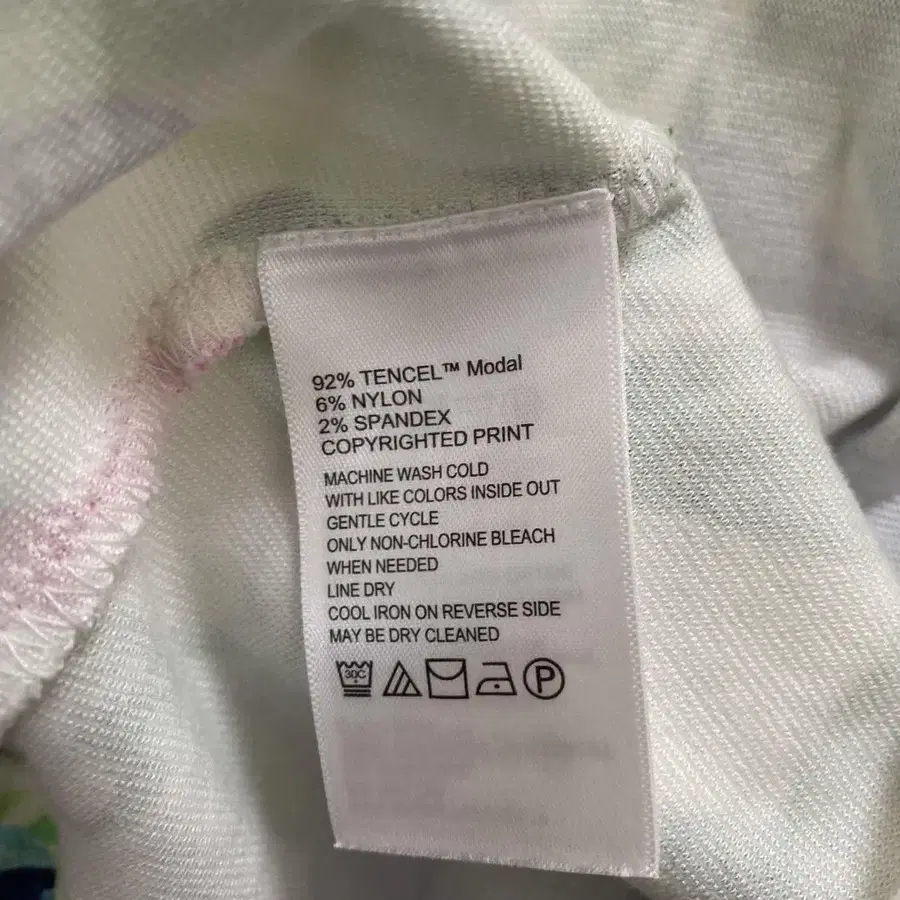 92% TENCEL™ Modal
6% NYLON
2% SPANDEX
COPYRIGHTED PRINT
MACHINE WASH COLD
WITH LIKE COLORS INSIDE OUT
GENTLE CYCLE
ONLY NON-CHLORINE BLEACH
WHEN NEEDED
LINE DRY
COOL IRON ON REVERSE SIDE
MAY BE DRY CLEANED
30C P